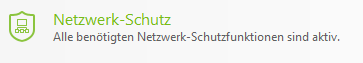 Netzwerk-Schutz
Alle benötigten Netzwerk-Schutzfunktionen sind aktiv.